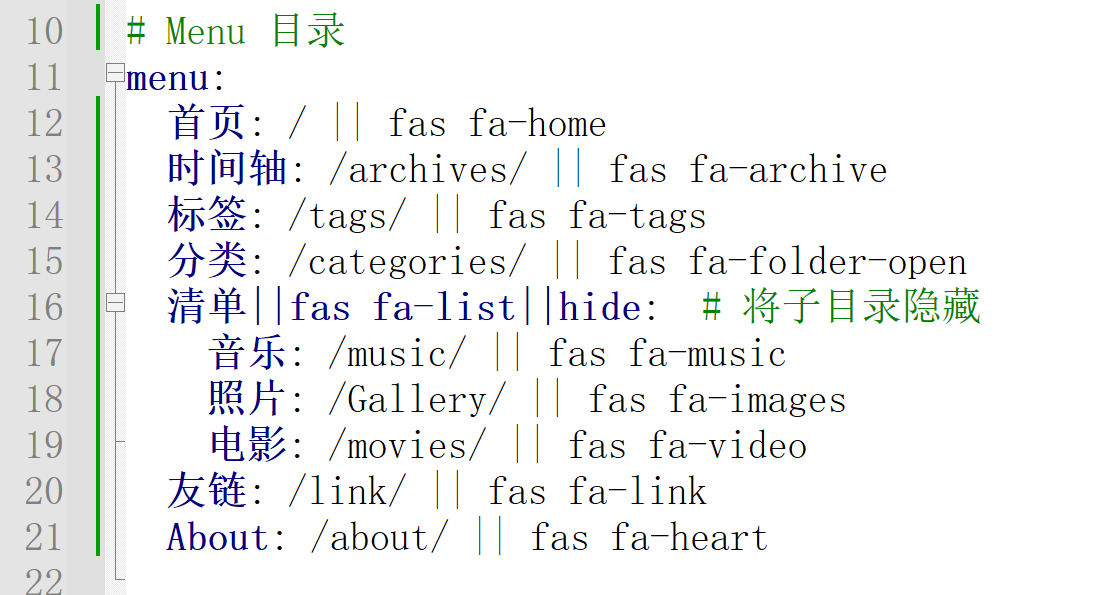 10 # Menu 目录
11 menu:
12 首页: / || fas fa-home
13 时间轴: /archives/ || fas fa-archive
14 标签: /tags/ || fas fa-tags
15 分类: /categories/ || fas fa-folder-open
16 清单||fas fa-list||hide: # 将子目录隐藏
17 音乐: /music/ || fas fa-music
18 照片: /Gallery/ || fas fa-images
19 电影: /movies/ || fas fa-video
20 友链: /link/ || fas fa-link
21 About: /about/ || fas fa-heart
22